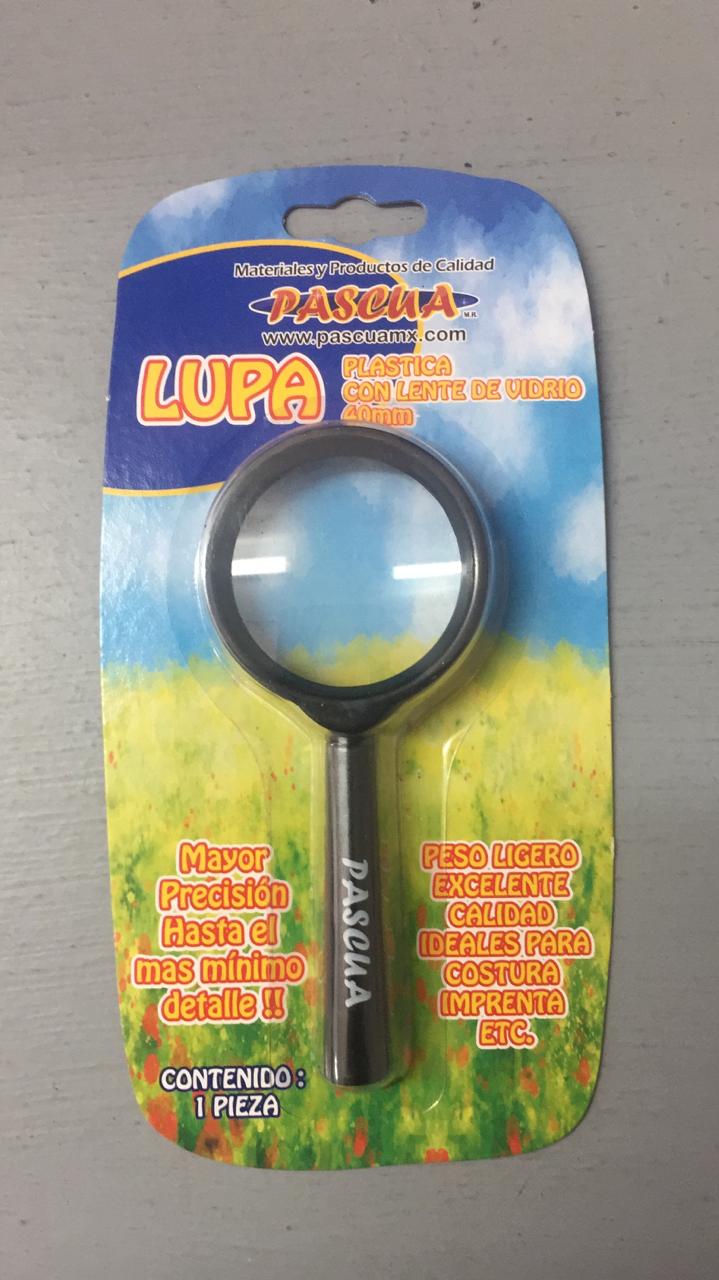 Materiales y Productos de Calidad
PASCUA M.R.
www.pascuamx.com
LUPA
PLASTICA
CON LENTE DE VIDRIO
40mm
PASCUA
Mayor
Precisión
Hasta el
mas mínimo
detalle !!
PESO LIGERO
EXCELENTE
CALIDAD
IDEALES PARA
COSTURA
IMPRENTA
ETC.
CONTENIDO:
1 PIEZA